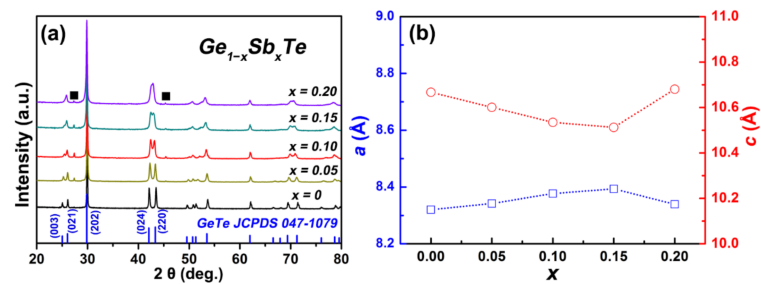 (a)
Ge1−xSbxTe
x = 0.20
x = 0.15
x = 0.10
x = 0.05
x = 0
GeTe JCPDS 047-1079
(003)
(021)
(202)
(024)
(220)
Intensity (a.u.)
20 30 40 50 60 70 80
2 θ (deg.)
(b)
9.0
8.8
8.6
8.4
8.2
a (Å)
11.0
10.8
10.6
10.4
10.2
10.0
c (Å)
0.00 0.05 0.10 0.15 0.20
x